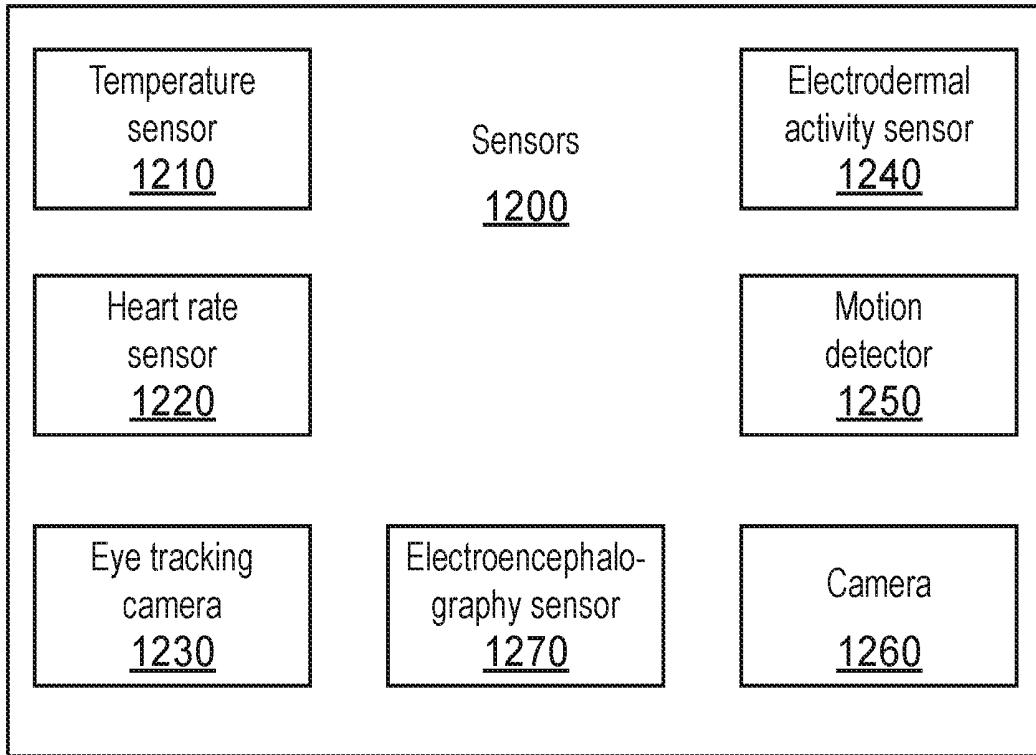 Temperature
sensor
1210
Sensors
1200
Electrodermal
activity sensor
1240
Heart rate
sensor
1220
Motion
detector
1250
Eye tracking
camera
1230
Electroencephalo-
graphy sensor
1270
Camera
1260